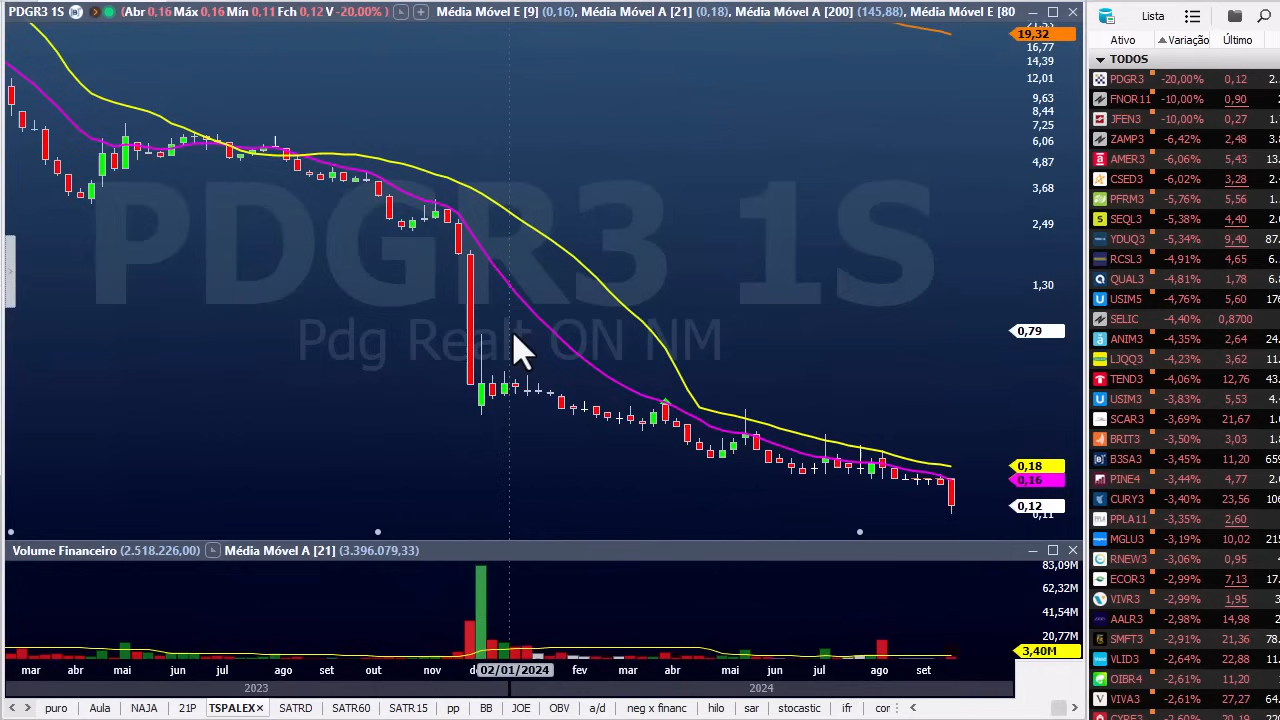 PDGR3 1S (Abr 0,16 Máx 0,16 Mín 0,11 Fch 0,12 V -20,00% ) Média Móvel E [9] (0,16), Média Móvel A [21] (0,18), Média Móvel A [200] (145,88), Média Móvel E [80
19,32
16,77
14,39
12,01
9,63
8,44
7,25
6,06
4,87
3,68
2,49
1,30
0,79
0,18
0,16
0,12
0,11
PDGR3 1S
Pdg Realt ON NM
Volume Financeiro (2.518.226,00) Média Móvel A [21] (3.396.079,33)
83,09M
62,32M
41,54M
20,77M
3,40M
mar abr mai jun jul ago set out nov 02/01/2024 fev mar abr mai jun jul ago set
2023 2024
puro Aula NAJA 21P TSPALEX× SATRD SATR60 IV pp 6E JOG a/d neg x financ hilo sar stocastic ifr
Lista
Ativo Variação Último
TODOS
PDGR3 -20,00% 0,12
FNOR11 -10,00% 0,90
JFEN3 -10,00% 0,27
ZAMP3 -6,42% 2,48
AMER3 -6,06% 5,43
CSED3 -6,02% 3,28
PFRM3 -5,76% 5,56
SEQL3 -5,38% 4,40
YDUQ3 -5,34% 9,40
RCSL3 -4,91% 4,65
QUAL3 -4,81% 1,78
USIM5 -4,76% 5,60
SELIC -4,40% 0,8700
ANIM3 -4,35% 2,64
LJQQ3 -4,23% 3,62
TEND3 -4,06% 12,76
USIM3 -3,83% 5,53
SCAR3 -3,69% 21,67
BRIT3 -3,50% 3,03
B3SA3 -3,45% 11,20
PINE4 -3,44% 4,77
CURY3 -3,40% 23,56
PPLA11 -3,35% 2,60
MGLU3 -3,19% 10,02
RNEW3 -3,06% 0,95
ECOR3 -2,99% 7,13
VIVR3 -2,99% 1,95
AALR3 -2,98% 14,98
SMFT3 -2,91% 21,36
VLID3 -2,64% 22,88
OIBR4 -2,61% 11,20
VIVA3 -2,61% 27,27
CYRE3 -2,60% 20,19